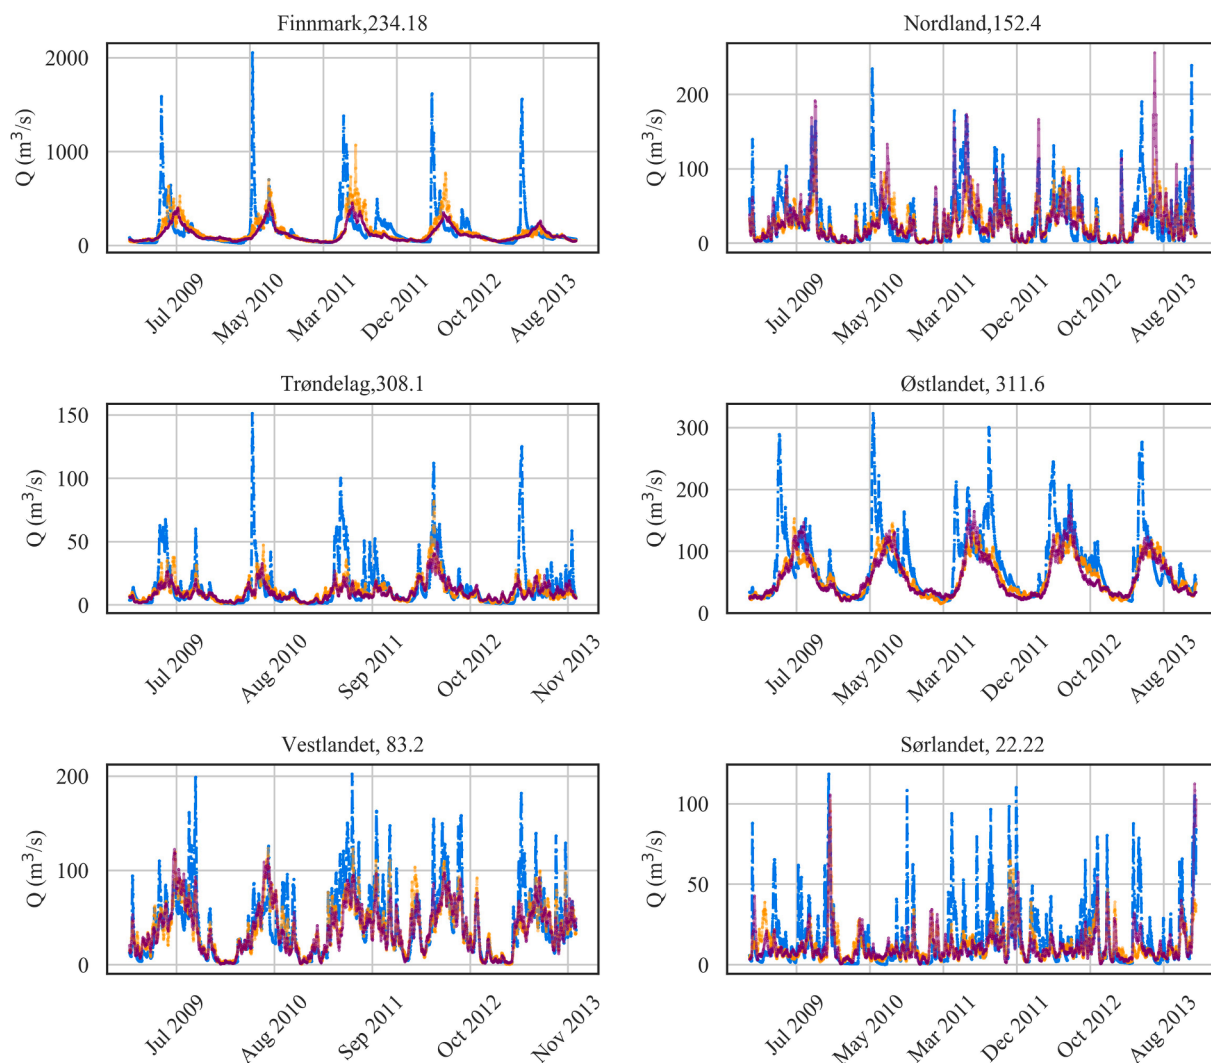 Finnmark,234.18
Q (m³/s)
2000
1000
0
Jul 2009
May 2010
Mar 2011
Dec 2011
Oct 2012
Aug 2013
Nordland,152.4
Q (m³/s)
200
100
0
Jul 2009
May 2010
Mar 2011
Dec 2011
Oct 2012
Aug 2013
Trøndelag,308.1
Q (m³/s)
150
100
50
0
Jul 2009
Aug 2010
Sep 2011
Oct 2012
Nov 2013
Østlandet, 311.6
Q (m³/s)
300
200
100
0
Jul 2009
May 2010
Mar 2011
Dec 2011
Oct 2012
Aug 2013
Vestlandet, 83.2
Q (m³/s)
200
100
0
Jul 2009
Aug 2010
Sep 2011
Oct 2012
Nov 2013
Sørlandet, 22.22
Q (m³/s)
100
50
0
Jul 2009
May 2010
Mar 2011
Dec 2011
Oct 2012
Aug 2013